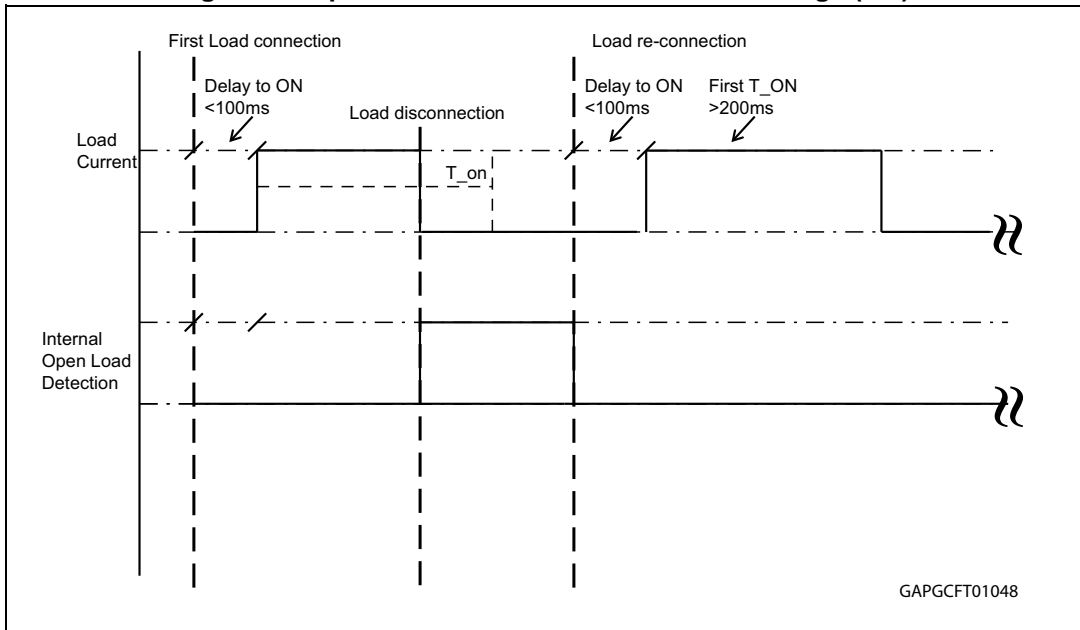 First Load connection
Load re-connection
Delay to ON
<100ms
Delay to ON
<100ms
First T_ON
>200ms
Load disconnection
Load
Current
T_on
Internal
Open Load
Detection
GAPGCFT01048